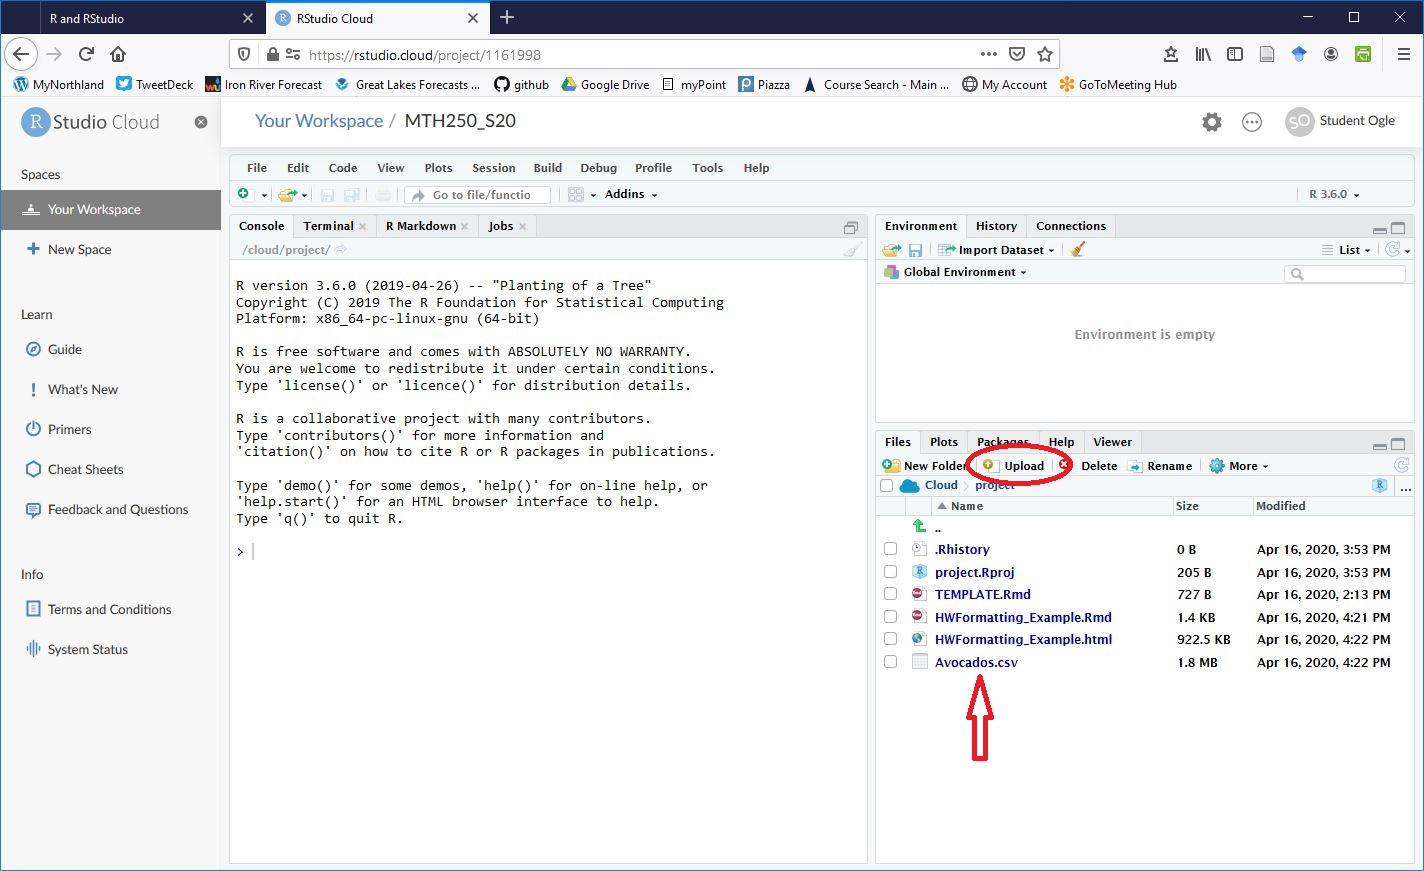 R and RStudio
RStudio Cloud
https://rstudio.cloud/project/1161998
MyNorthland TweetDeck Iron River Forecast Great Lakes Forecasts ... github Google Drive myPoint Piazza Course Search - Main ... My Account GoToMeeting Hub
R Studio Cloud
Your Workspace / MTH250_S20
SO Student Ogle
Spaces
Your Workspace
New Space
Learn
Guide
What's New
Primers
Cheat Sheets
Feedback and Questions
Info
Terms and Conditions
System Status
File Edit Code View Plots Session Build Debug Profile Tools Help
Go to file/functio Addins R 3.6.0
Console Terminal R Markdown Jobs
/cloud/project/
R version 3.6.0 (2019-04-26) -- "Planting of a Tree"
Copyright (C) 2019 The R Foundation for Statistical Computing
Platform: x86_64-pc-linux-gnu (64-bit)
R is free software and comes with ABSOLUTELY NO WARRANTY.
You are welcome to redistribute it under certain conditions.
Type 'license()' or 'licence()' for distribution details.
R is a collaborative project with many contributors.
Type 'contributors()' for more information and
'citation()' on how to cite R or R packages in publications.
Type 'demo()' for some demos, 'help()' for on-line help, or
'help.start()' for an HTML browser interface to help.
Type 'q()' to quit R.
>
Environment History Connections
Import Dataset List
Global Environment
Environment is empty
Files Plots Packages Help Viewer
New Folder Upload Delete Rename More
Cloud project ...
Name Size Modified
..
.Rhistory 0 B Apr 16, 2020, 3:53 PM
project.Rproj 205 B Apr 16, 2020, 3:53 PM
TEMPLATE.Rmd 727 B Apr 16, 2020, 2:13 PM
HWFormatting_Example.Rmd 1.4 KB Apr 16, 2020, 4:21 PM
HWFormatting_Example.html 922.5 KB Apr 16, 2020, 4:22 PM
Avocados.csv 1.8 MB Apr 16, 2020, 4:22 PM